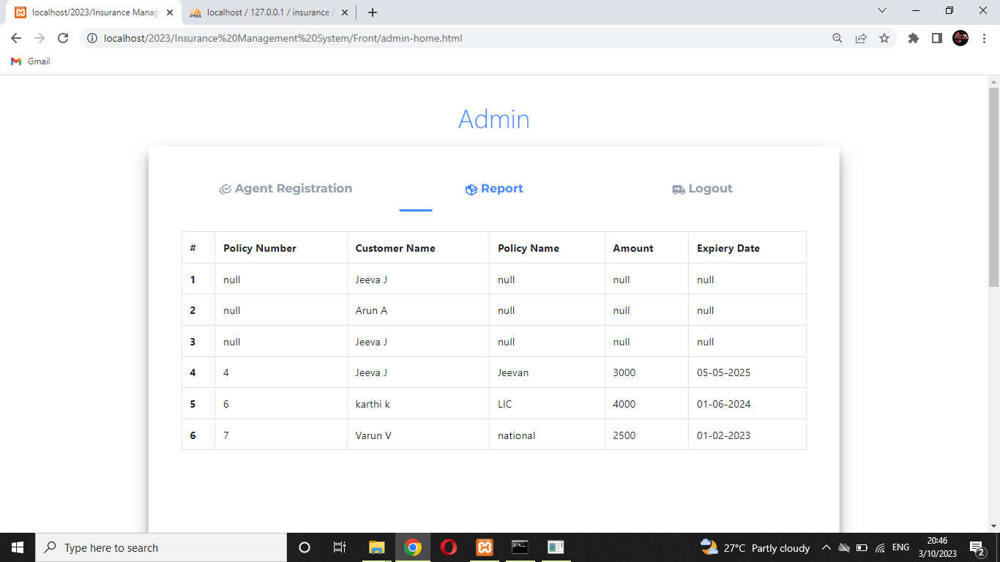 localhost/2023/Insurance Manag
localhost / 127.0.0.1 / insurance /
localhost/2023/Insurance%20Management%20System/Front/admin-home.html
Gmail
Admin
Agent Registration Report Logout
# Policy Number Customer Name Policy Name Amount Expiery Date
1 null Jeeva J null null null
2 null Arun A null null null
3 null Jeeva J null null null
4 4 Jeeva J Jeevan 3000 05-05-2025
5 6 karthi k LIC 4000 01-06-2024
6 7 Varun V national 2500 01-02-2023
Type here to search
27°C Partly cloudy
ENG
20:46
3/10/2023
2